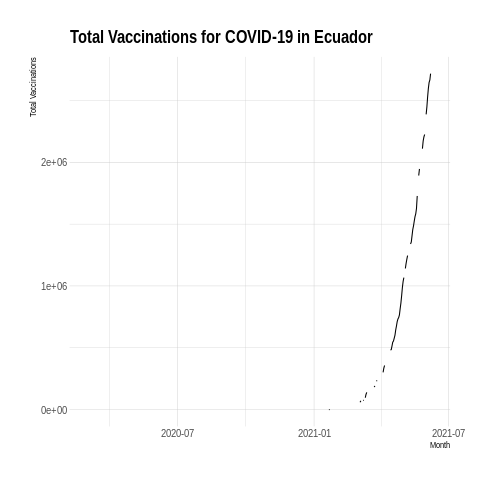 Total Vaccinations for COVID-19 in Ecuador
Total Vaccinations
2e+06
1e+06
0e+00
2020-07
2021-01
2021-07
Month